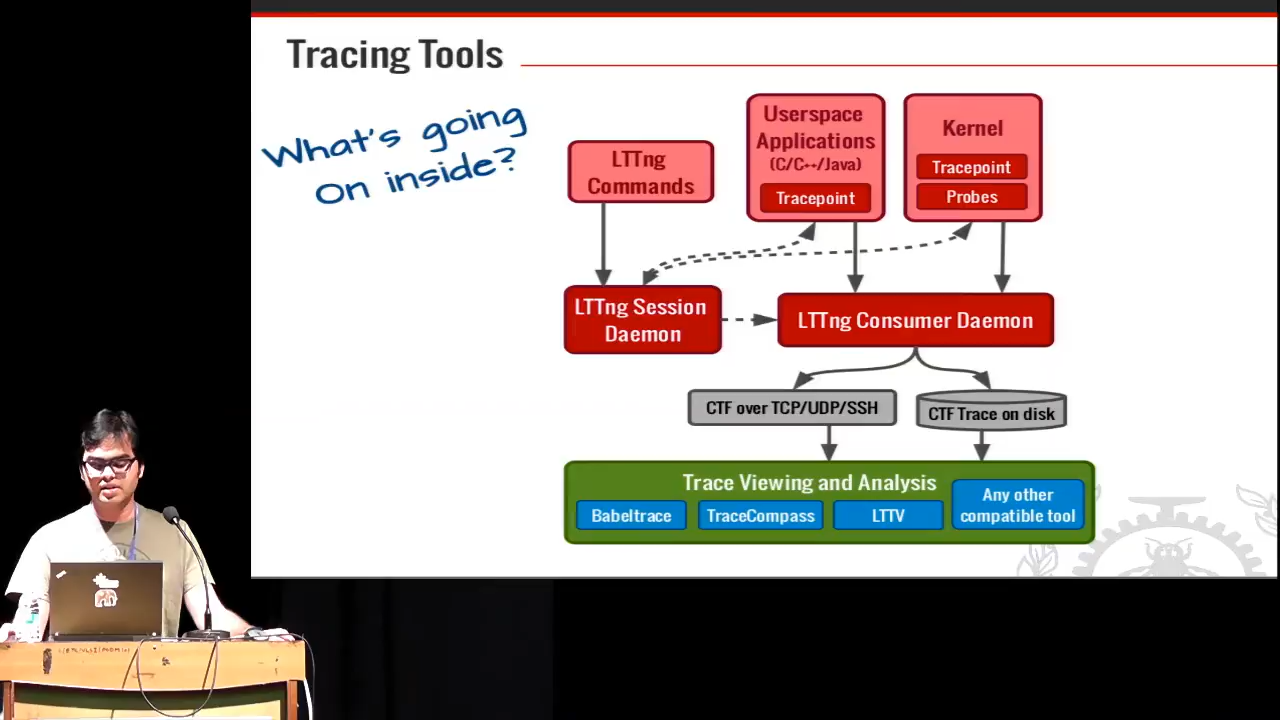 Tracing Tools
What's going
On inside?
LTTng
Commands
Userspace
Applications
(C/C++/Java)
Tracepoint
Kernel
Tracepoint
Probes
LTTng Session
Daemon
LTTng Consumer Daemon
CTF over TCP/UDP/SSH
CTF Trace on disk
Trace Viewing and Analysis
Babeltrace
TraceCompass
LTTV
Any other
compatible tool